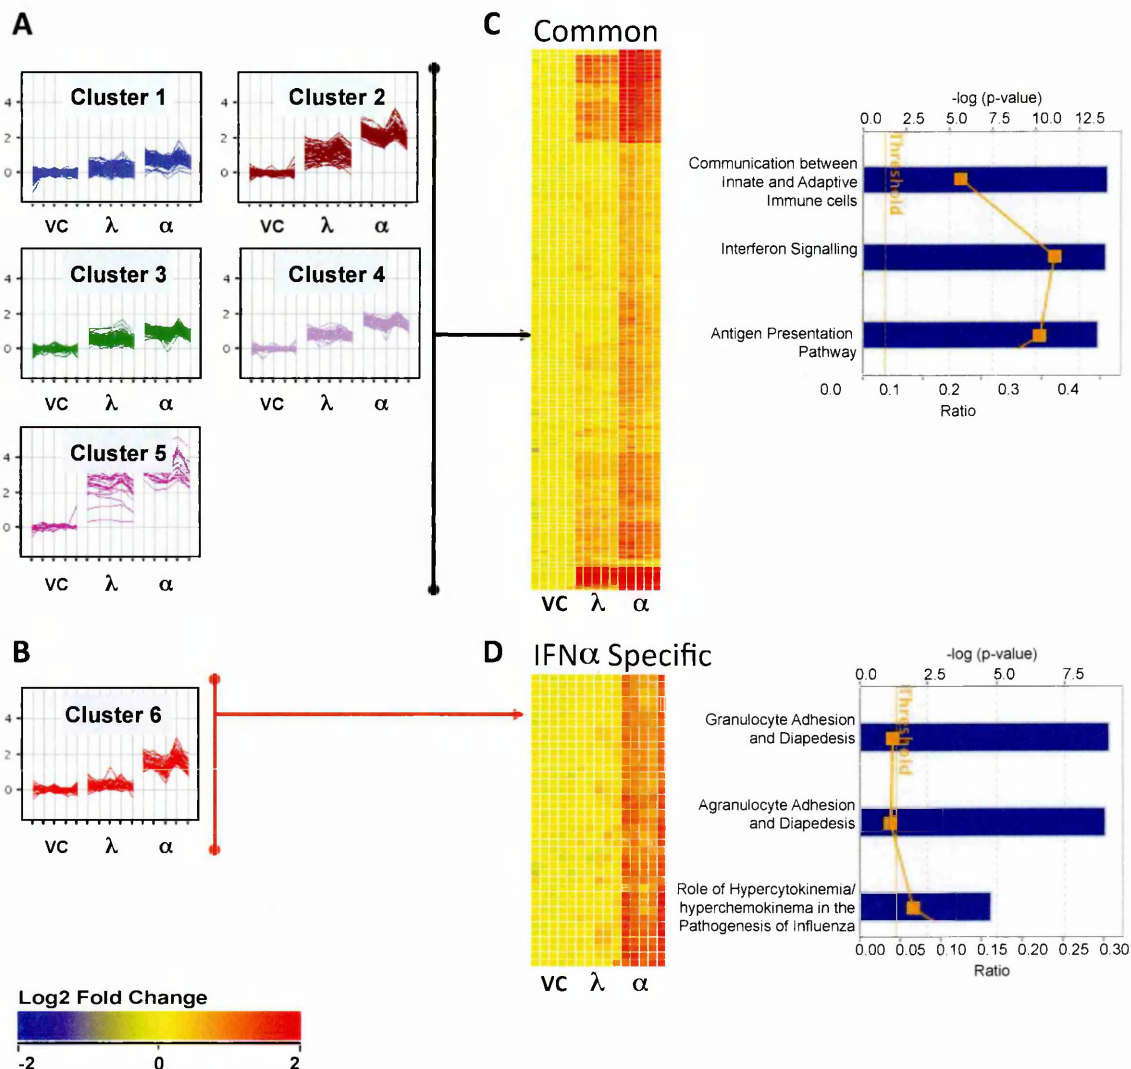 A
Cluster 1
4
2
0
VC λ α
Cluster 2
VC λ α
Cluster 3
4
2
0
VC λ α
Cluster 4
VC λ α
Cluster 5
4
2
0
VC λ α
B
Cluster 6
4
2
0
VC λ α
C
Common
VC λ α
-log (p-value)
0.0 2.5 5.0 7.5 10.0 12.5
Threshold
Communication between
Innate and Adaptive
Immune cells
Interferon Signalling
Antigen Presentation
Pathway
0.0 0.1 0.2 0.3 0.4
Ratio
D
IFNα Specific
VC λ α
-log (p-value)
0.0 2.5 5.0 7.5
Threshold
Granulocyte Adhesion
and Diapedesis
Agranulocyte Adhesion
and Diapedesis
Role of Hypercytokinemia/
hyperchemokinema in the
Pathogenesis of Influenza
0.00 0.05 0.10 0.15 0.20 0.25 0.30
Ratio
Log2 Fold Change
-2 0 2